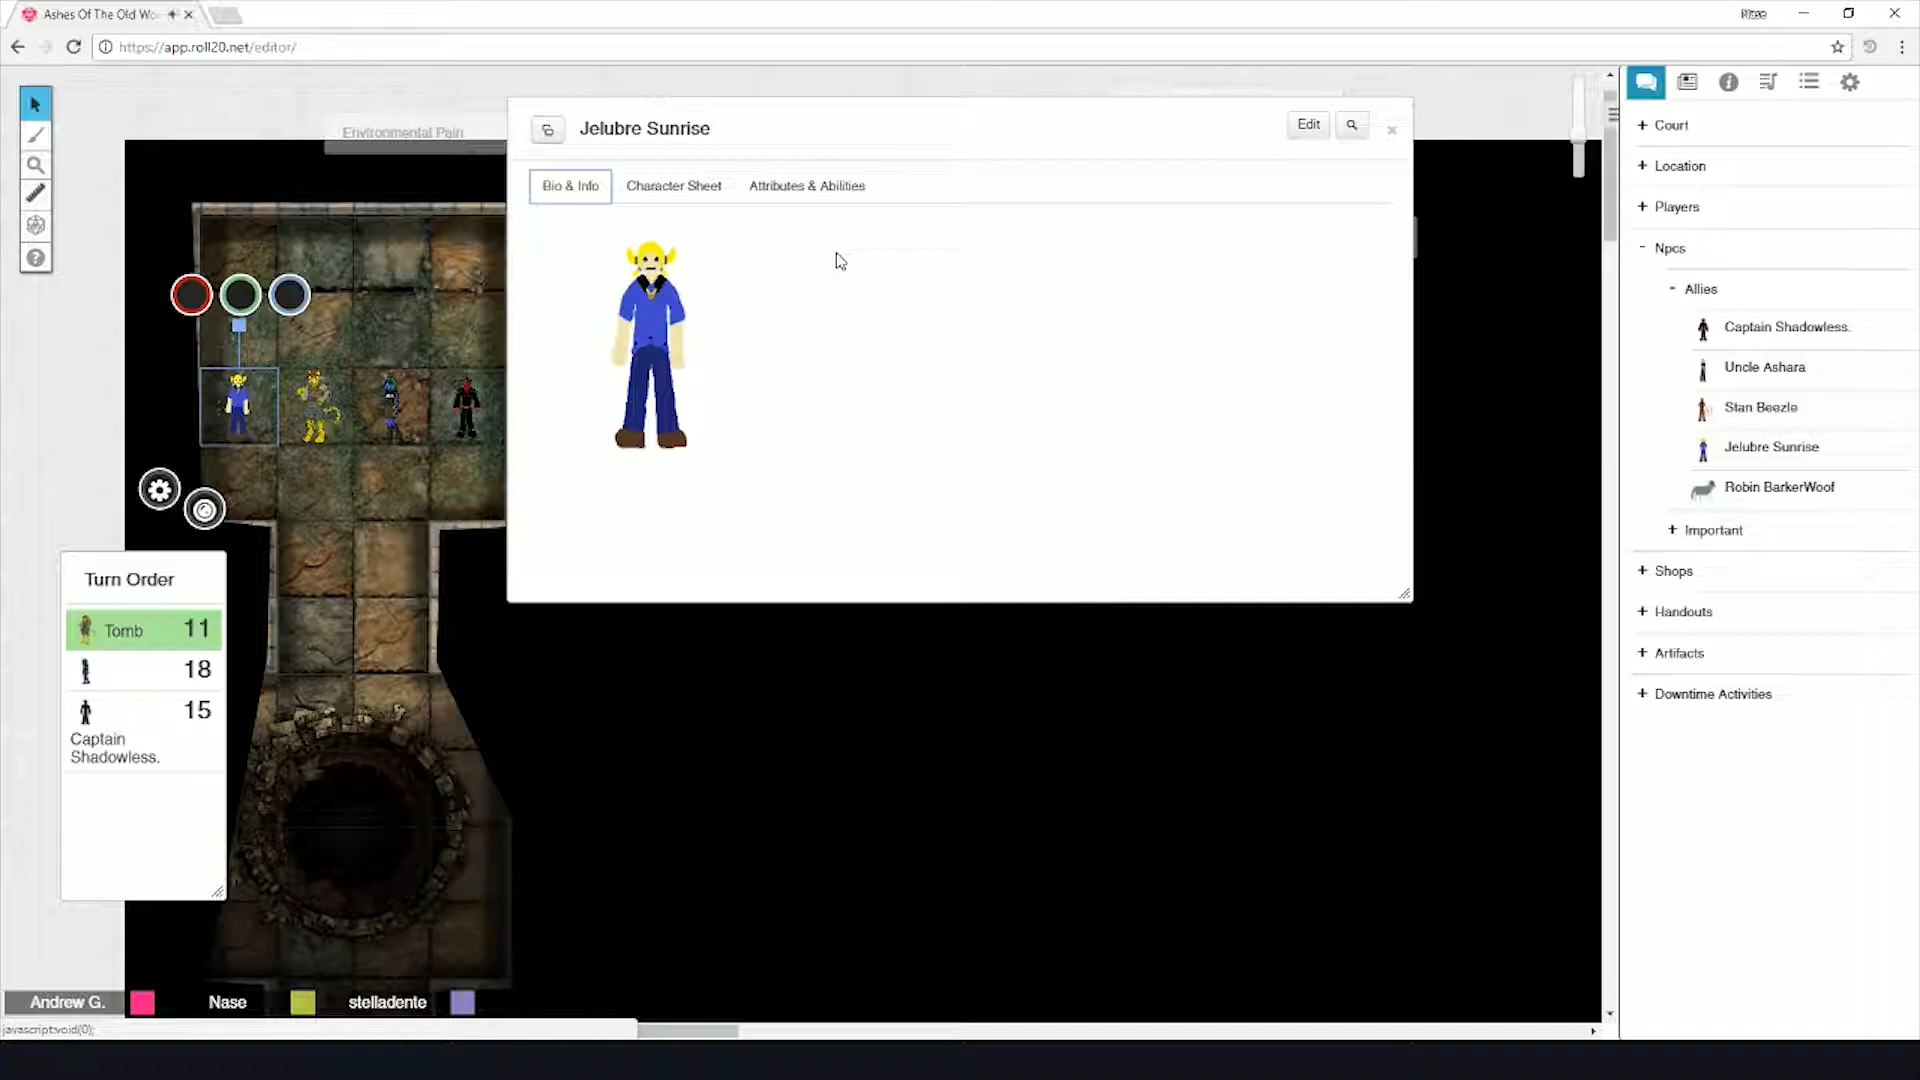 Ashes Of The Old Wo
https://app.roll20.net/editor/
Environmental Pain
Jelubre Sunrise
Edit
Bio & Info
Character Sheet
Attributes & Abilities
Turn Order
Tomb 11
18
15
Captain
Shadowless.
Andrew G.
Nase
stelladente
javascript:void(0);
+ Court
+ Location
+ Players
- Npcs
- Allies
Captain Shadowless.
Uncle Ashara
Stan Beezle
Jelubre Sunrise
Robin BarkerWoof
+ Important
+ Shops
+ Handouts
+ Artifacts
+ Downtime Activities